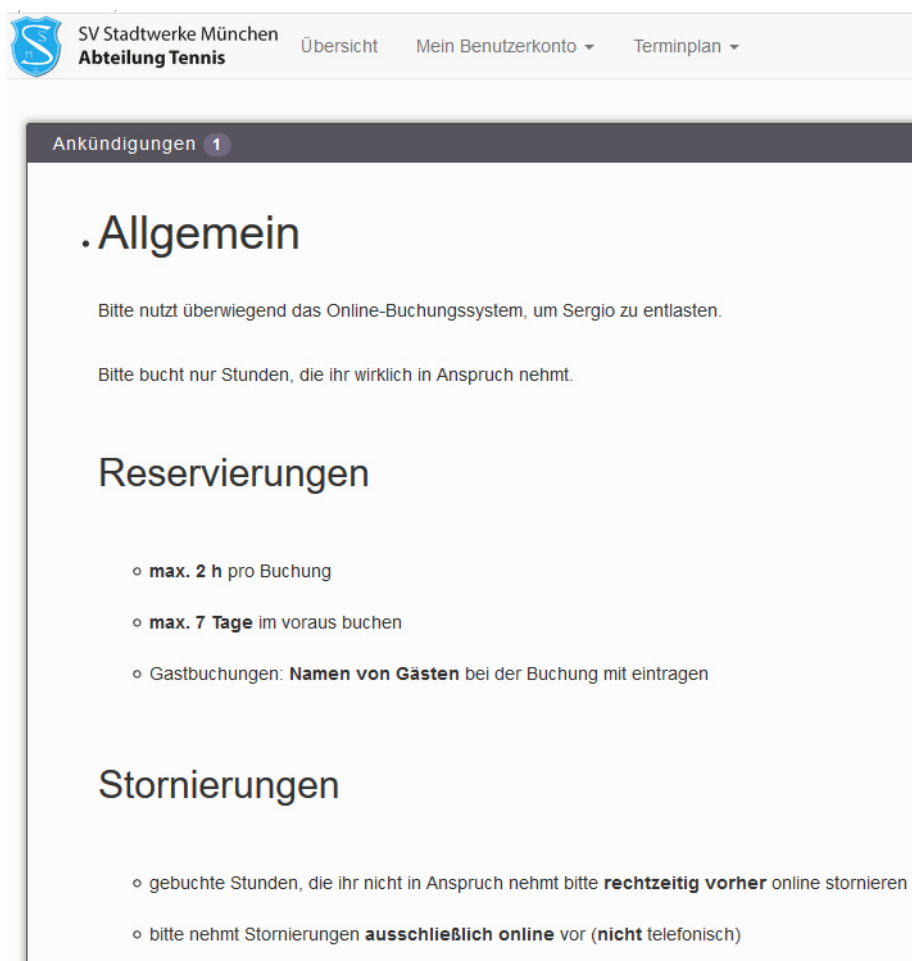 SV Stadtwerke München
Abteilung Tennis
Übersicht
Mein Benutzerkonto
Terminplan
Ankündigungen 1
Allgemein
Bitte nutzt überwiegend das Online-Buchungssystem, um Sergio zu entlasten.
Bitte bucht nur Stunden, die ihr wirklich in Anspruch nehmt.
Reservierungen
max. 2 h pro Buchung
max. 7 Tage im voraus buchen
Gastbuchungen: Namen von Gästen bei der Buchung mit eintragen
Stornierungen
gebuchte Stunden, die ihr nicht in Anspruch nehmt bitte rechtzeitig vorher online stornieren
bitte nehmt Stornierungen ausschließlich online vor (nicht telefonisch)